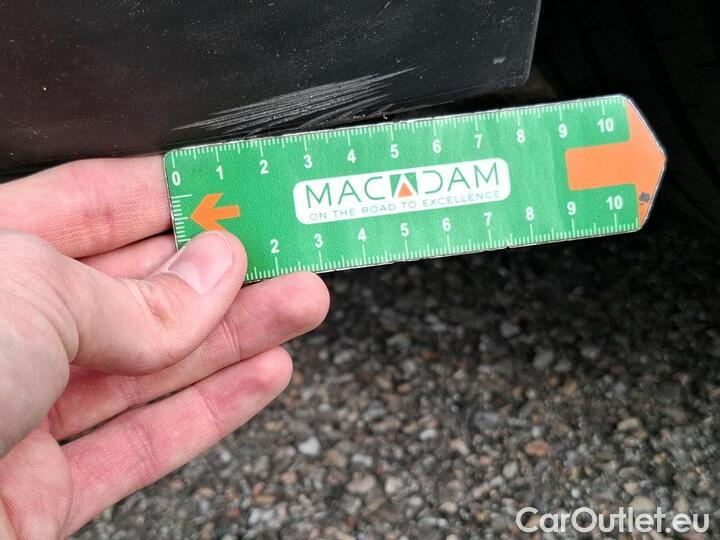 0 1 2 3 4 5 6 7 8 9 10
MACADAM
ON THE ROAD TO EXCELLENCE
2 3 4 5 6 7 8 9 10
CarOutlet.eu